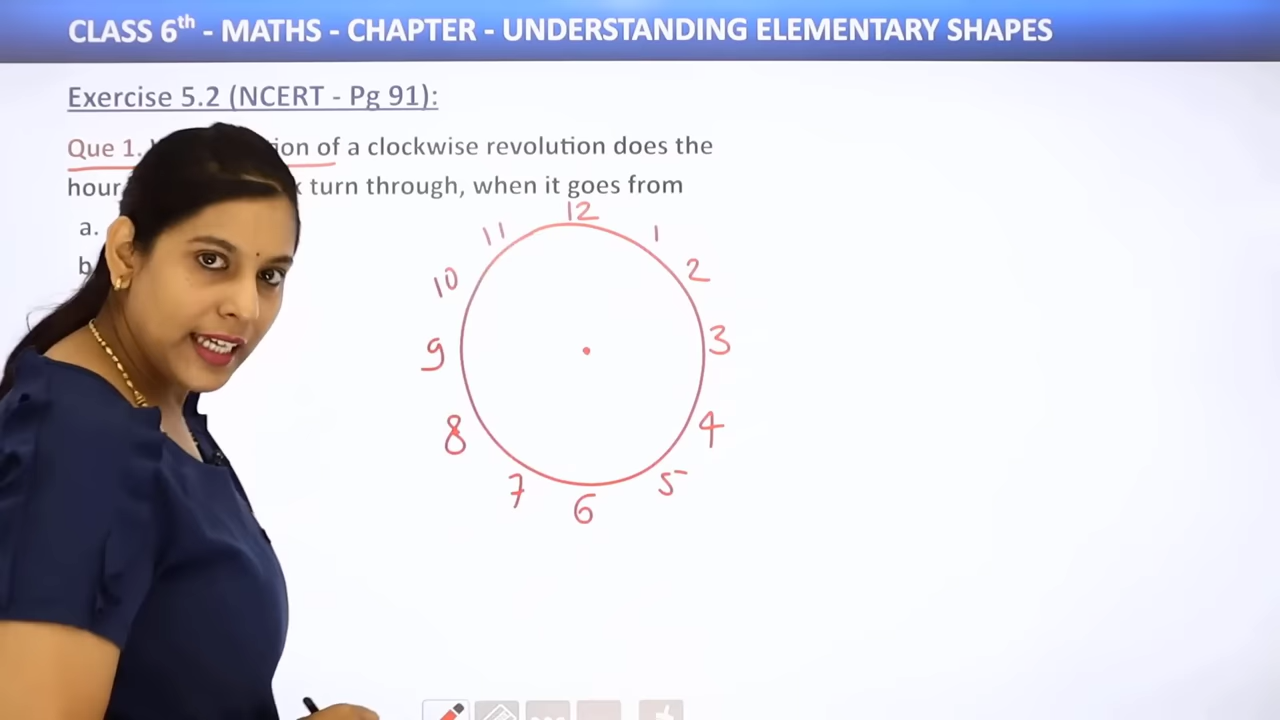 CLASS 6th - MATHS - CHAPTER - UNDERSTANDING ELEMENTARY SHAPES
Exercise 5.2 (NCERT - Pg 91):
Que 1. of a clockwise revolution does the
hour turn through, when it goes from
a.
b
12
11 1
10 2
9 3
8 4
7 5
6